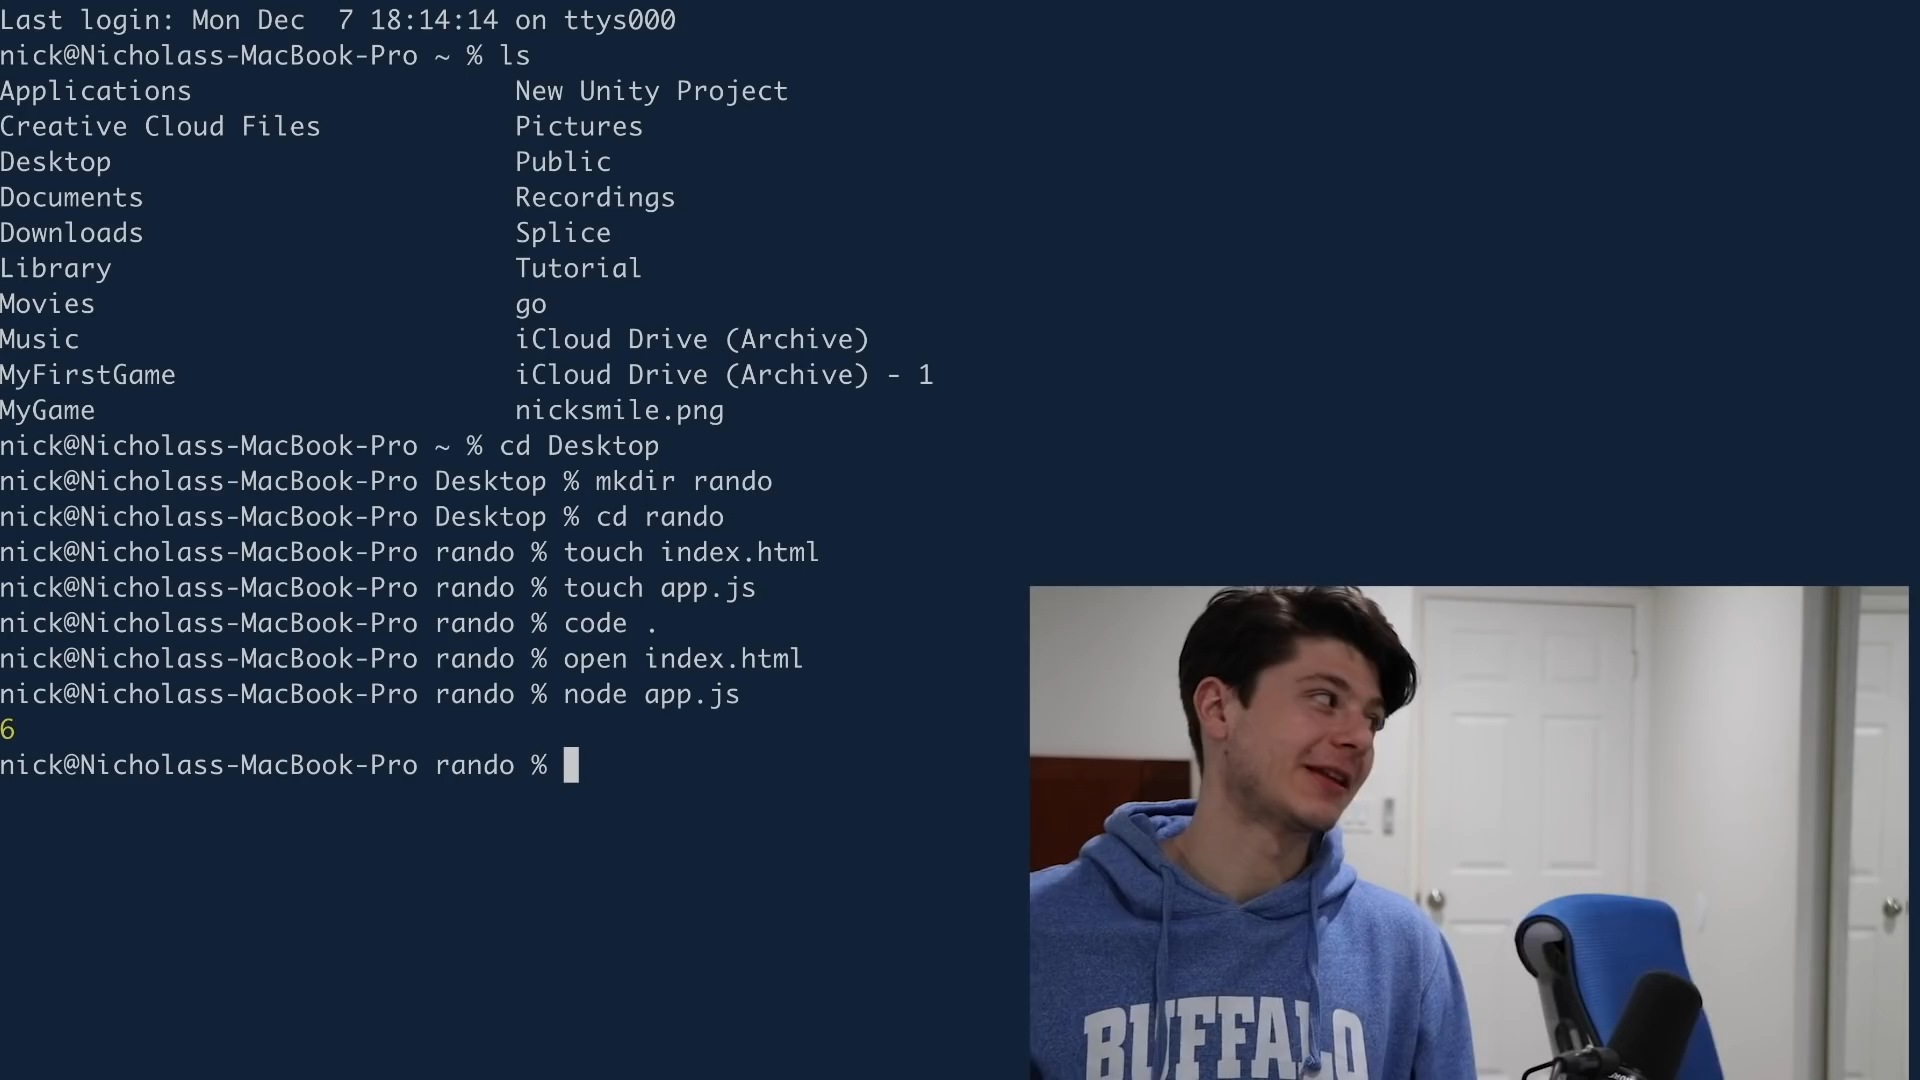 Last login: Mon Dec  7 18:14:14 on ttys000
nick@Nicholass-MacBook-Pro ~ % ls
Applications New Unity Project
Creative Cloud Files Pictures
Desktop Public
Documents Recordings
Downloads Splice
Library Tutorial
Movies go
Music iCloud Drive (Archive)
MyFirstGame iCloud Drive (Archive) - 1
MyGame nicksmile.png
nick@Nicholass-MacBook-Pro ~ % cd Desktop
nick@Nicholass-MacBook-Pro Desktop % mkdir rando
nick@Nicholass-MacBook-Pro Desktop % cd rando
nick@Nicholass-MacBook-Pro rando % touch index.html
nick@Nicholass-MacBook-Pro rando % touch app.js
nick@Nicholass-MacBook-Pro rando % code .
nick@Nicholass-MacBook-Pro rando % open index.html
nick@Nicholass-MacBook-Pro rando % node app.js
6
nick@Nicholass-MacBook-Pro rando %
BUFFALO